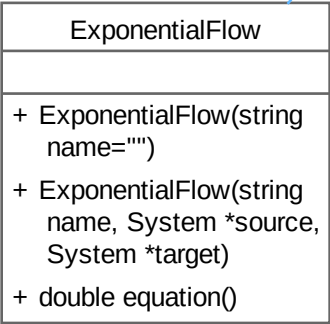 ExponentialFlow
+ ExponentialFlow(string
name="")
+ ExponentialFlow(string
name, System *source,
System *target)
+ double equation()